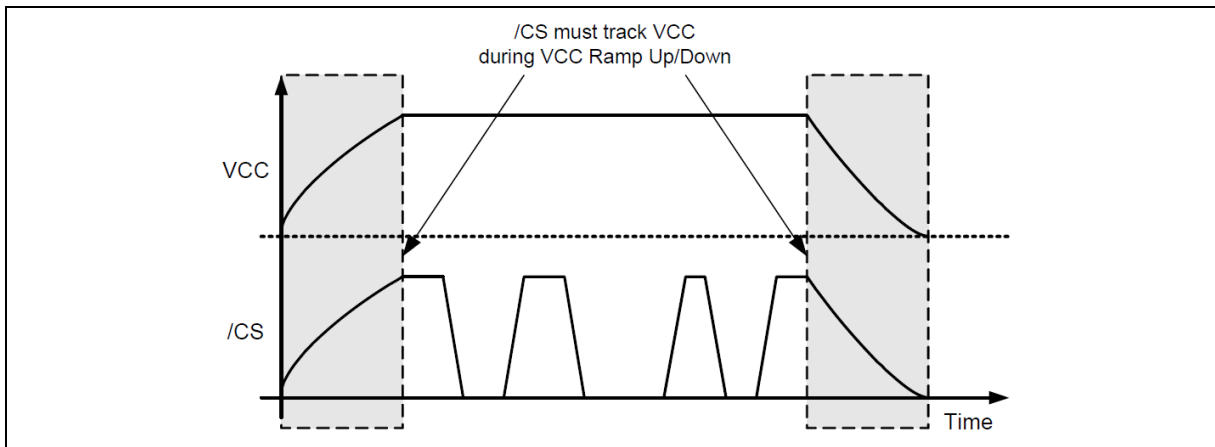 /CS must track VCC
during VCC Ramp Up/Down
VCC
/CS
Time